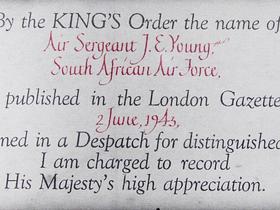 By the KING'S Order the name of
Air Sergeant J. E. Young,
South African Air Force,
published in the London Gazette
2 June, 1943,
ned in a Despatch for distinguished
I am charged to record
His Majesty's high appreciation.